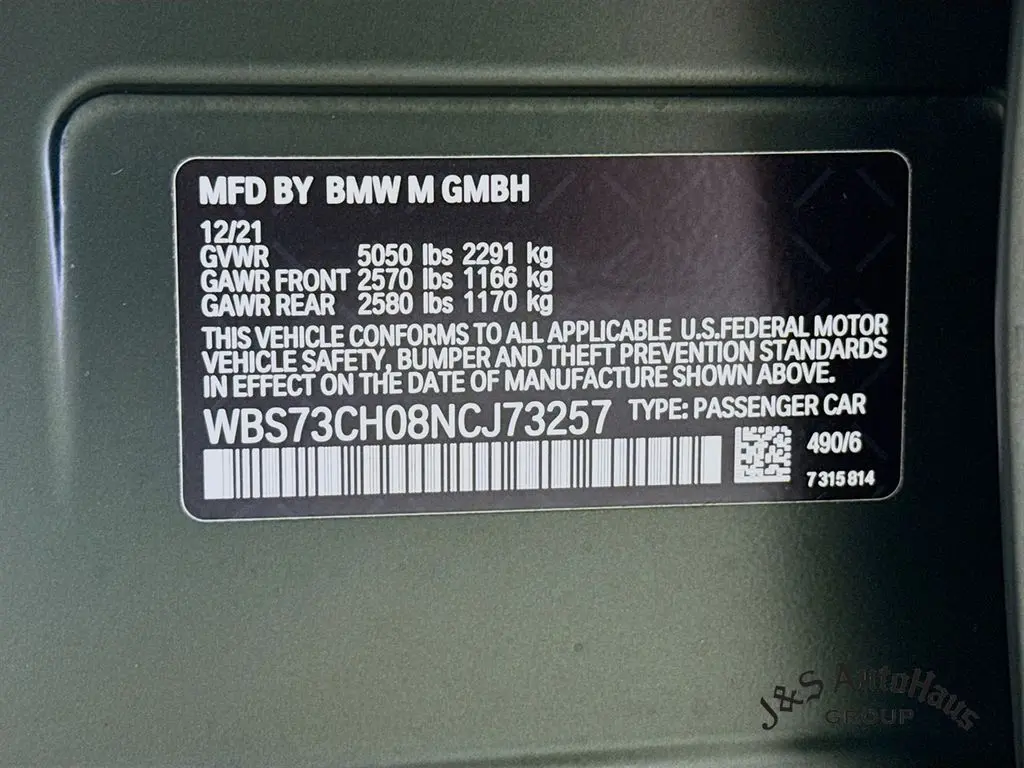 MFD BY BMW M GMBH
12/21
GVWR 5050 lbs 2291 kg
GAWR FRONT 2570 lbs 1166 kg
GAWR REAR 2580 lbs 1170 kg
THIS VEHICLE CONFORMS TO ALL APPLICABLE U.S.FEDERAL MOTOR
VEHICLE SAFETY, BUMPER AND THEFT PREVENTION STANDARDS
IN EFFECT ON THE DATE OF MANUFACTURE SHOWN ABOVE.
WBS73CH08NCJ73257 TYPE: PASSENGER CAR
490/6
7 315 814
J&S AutoHaus
GROUP